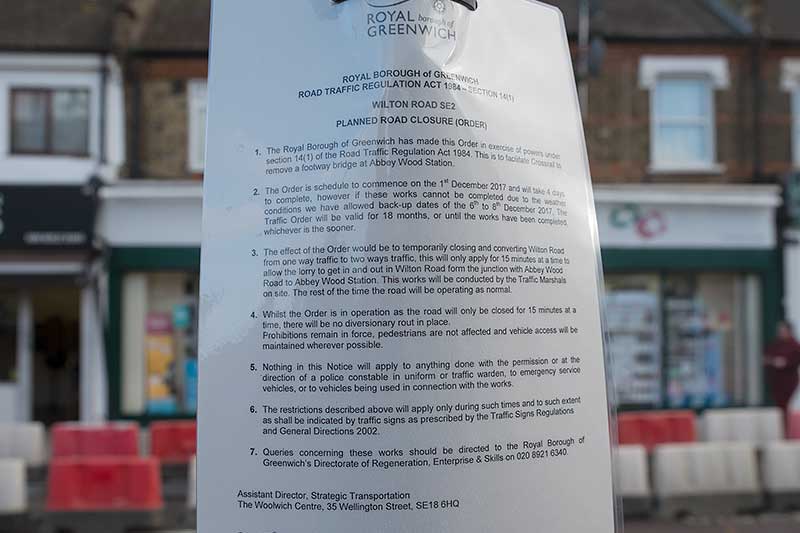 ROYAL borough of
GREENWICH
ROYAL BOROUGH of GREENWICH
ROAD TRAFFIC REGULATION ACT 1984 – SECTION 14(1)
WILTON ROAD SE2
PLANNED ROAD CLOSURE (ORDER)
1. The Royal Borough of Greenwich has made this Order in exercise of powers under
section 14(1) of the Road Traffic Regulation Act 1984. This is to facilitate Crossrail to
remove a footway bridge at Abbey Wood Station.
2. The Order is schedule to commence on the 1st December 2017 and will take 4 days
to complete, however if these works cannot be completed due to the weather
conditions we have allowed back-up dates of the 6th to 8th December 2017. The
Traffic Order will be valid for 18 months, or until the works have been completed
whichever is the sooner.
3. The effect of the Order would be to temporarily closing and converting Wilton Road
from one way traffic to two ways traffic, this will only apply for 15 minutes at a time to
allow the lorry to get in and out in Wilton Road form the junction with Abbey Wood
Road to Abbey Wood Station. This works will be conducted by the Traffic Marshals
on site. The rest of the time the road will be operating as normal.
4. Whilst the Order is in operation as the road will only be closed for 15 minutes at a
time, there will be no diversionary rout in place.
Prohibitions remain in force, pedestrians are not affected and vehicle access will be
maintained wherever possible.
5. Nothing in this Notice will apply to anything done with the permission or at the
direction of a police constable in uniform or traffic warden, to emergency service
vehicles, or to vehicles being used in connection with the works.
6. The restrictions described above will apply only during such times and to such extent
as shall be indicated by traffic signs as prescribed by the Traffic Signs Regulations
and General Directions 2002.
7. Queries concerning these works should be directed to the Royal Borough of
Greenwich's Directorate of Regeneration, Enterprise & Skills on 020 8921 6340.
Assistant Director, Strategic Transportation
The Woolwich Centre, 35 Wellington Street, SE18 6HQ